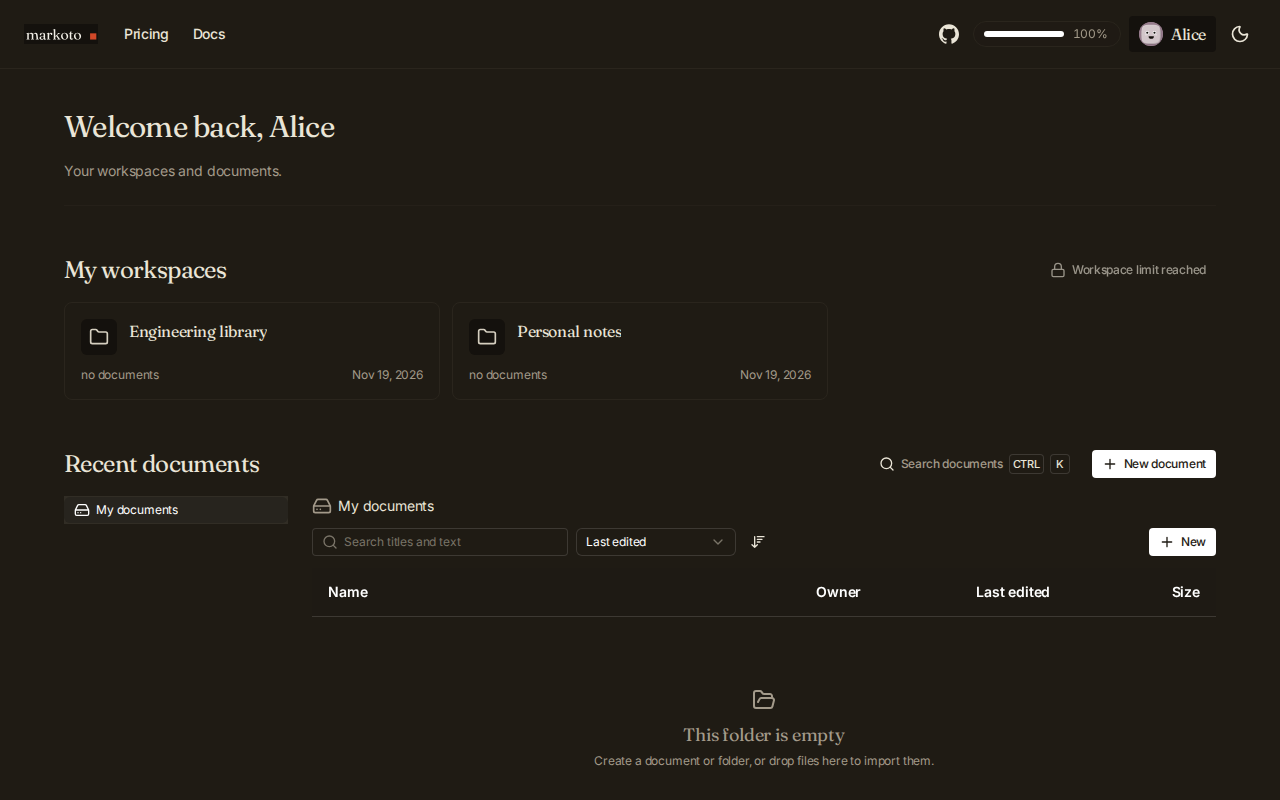 markoto
Pricing
Docs
100%
Alice
Welcome back, Alice
Your workspaces and documents.
My workspaces
Workspace limit reached
Engineering library
no documents
Nov 19, 2026
Personal notes
no documents
Nov 19, 2026
Recent documents
Search documents CTRL K
New document
My documents
My documents
Search titles and text
Last edited
New
Name
Owner
Last edited
Size
This folder is empty
Create a document or folder, or drop files here to import them.